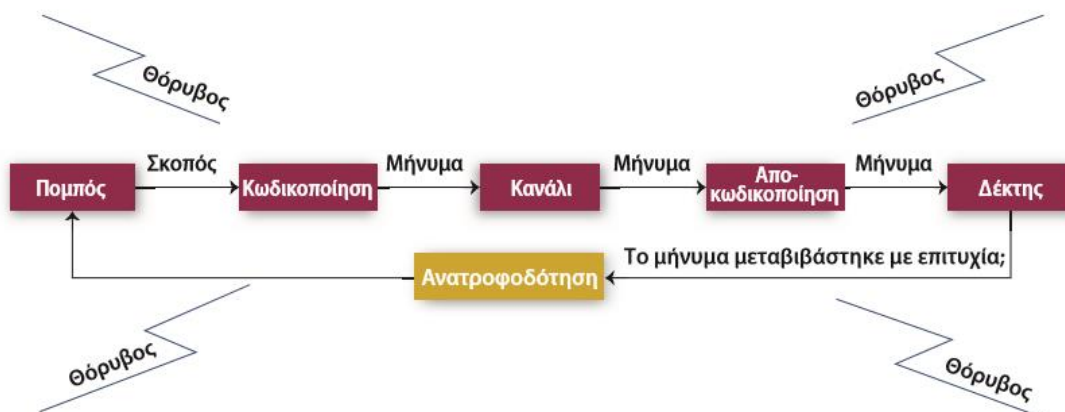 Θόρυβος
Θόρυβος
Σκοπός
Μήνυμα
Μήνυμα
Μήνυμα
Πομπός
Κωδικοποίηση
Κανάλι
Απο-
κωδικοποίηση
Δέκτης
Το μήνυμα μεταβιβάστηκε με επιτυχία;
Ανατροφοδότηση
Θόρυβος
Θόρυβος